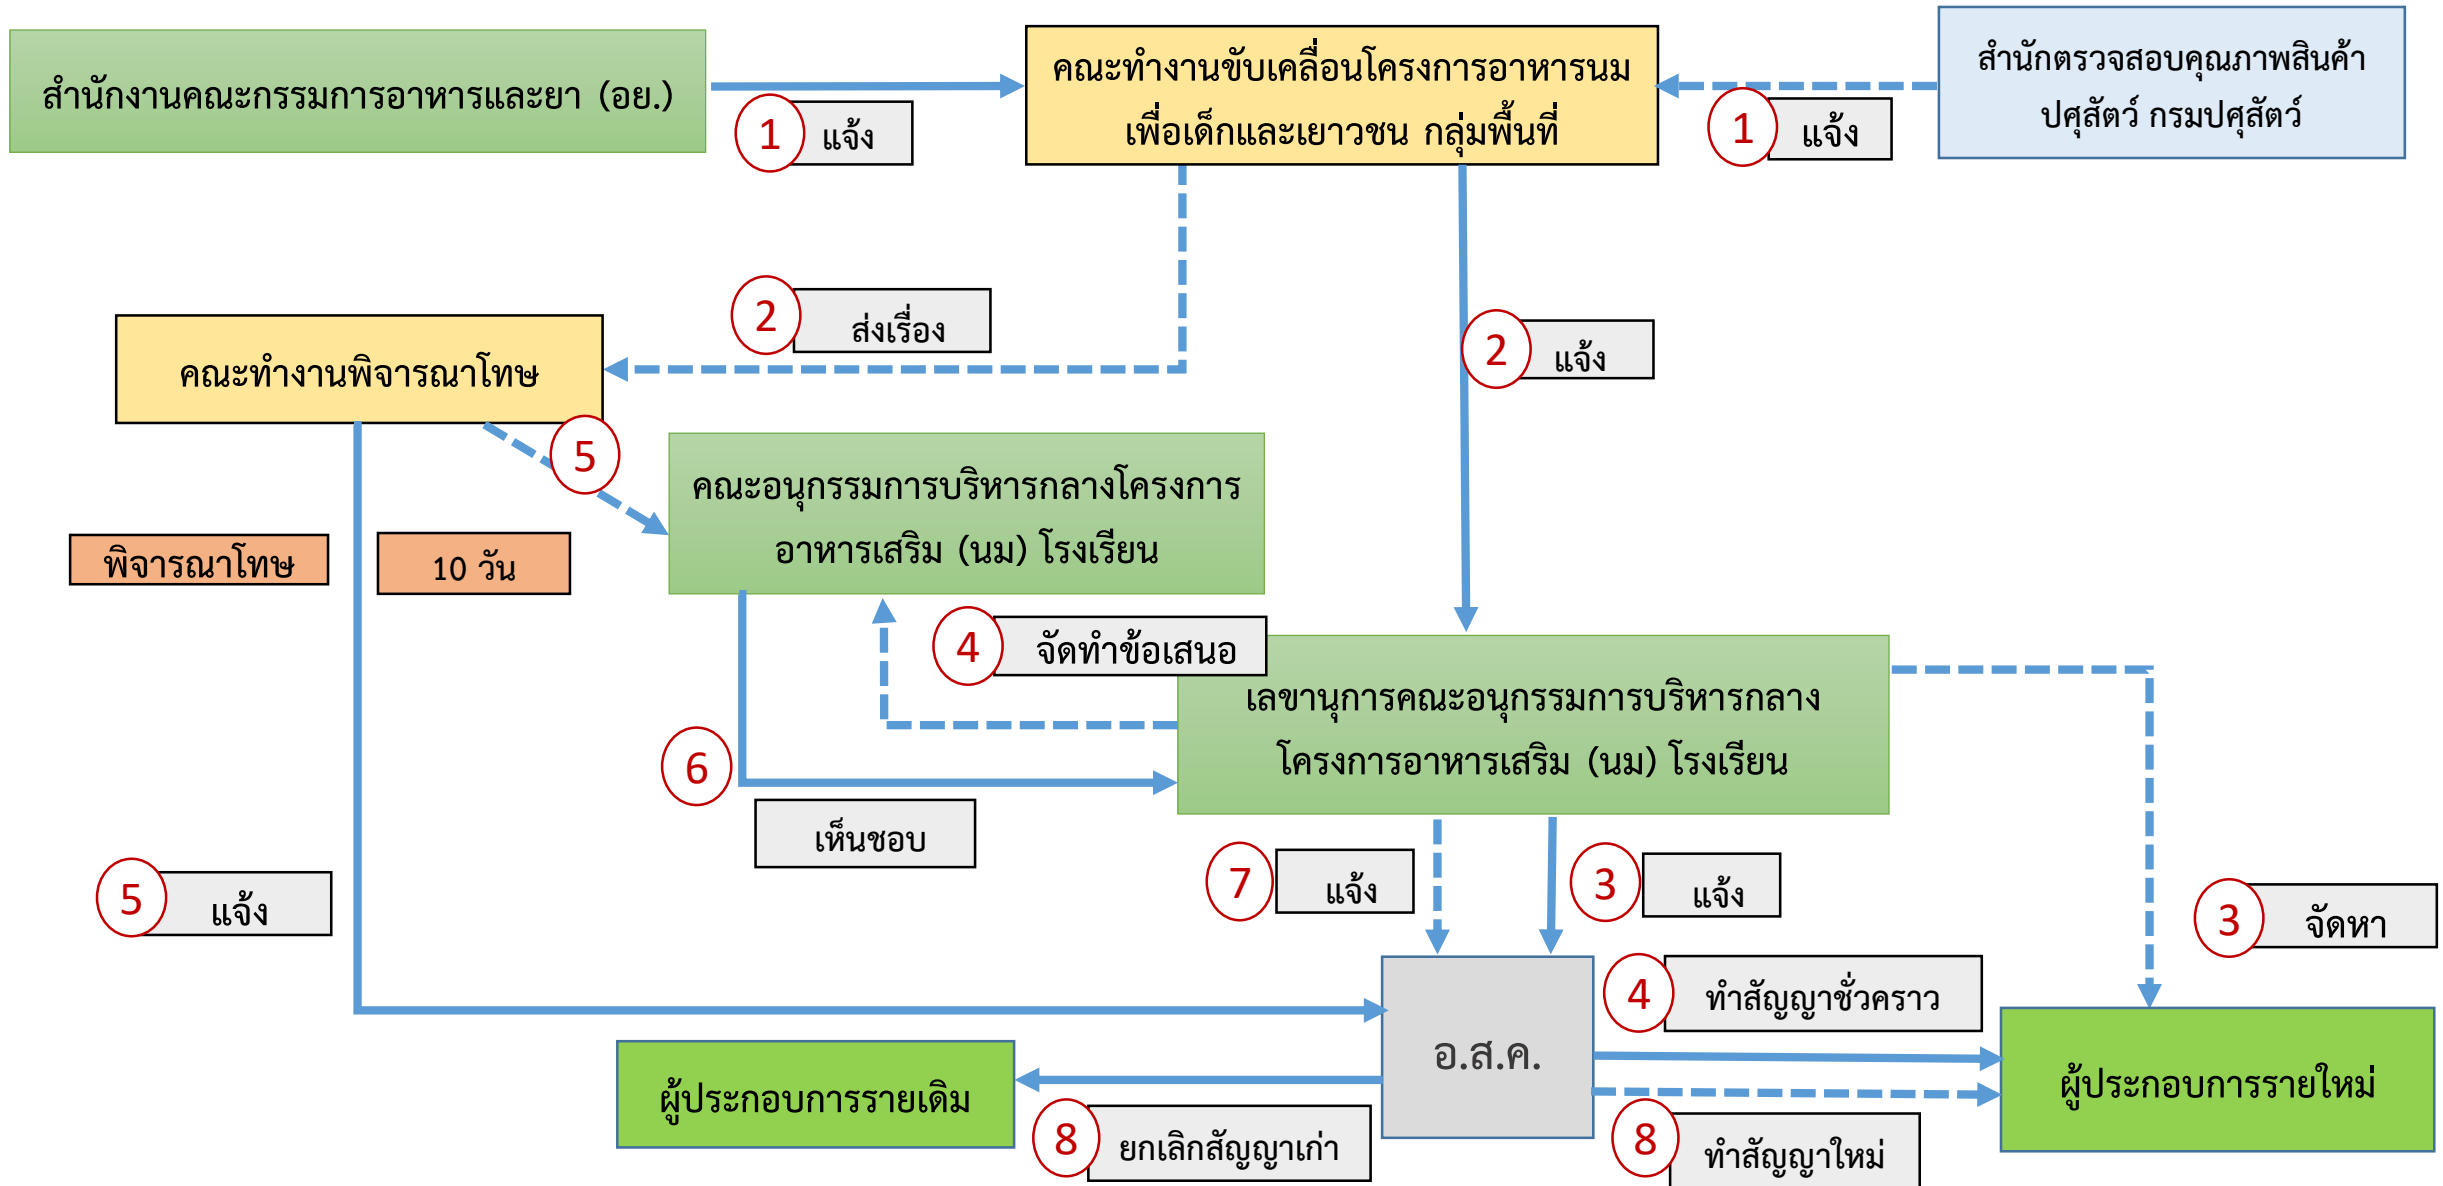 สำนักงานคณะกรรมการอาหารและยา (อย.)
1
แจ้ง
คณะทำงานขับเคลื่อนโครงการอาหารนม
เพื่อเด็กและเยาวชน กลุ่มพื้นที่
1
แจ้ง
สำนักตรวจสอบคุณภาพสินค้า
ปศุสัตว์ กรมปศุสัตว์
2
ส่งเรื่อง
2
แจ้ง
คณะทำงานพิจารณาโทษ
5
คณะอนุกรรมการบริหารกลางโครงการ
อาหารเสริม (นม) โรงเรียน
พิจารณาโทษ
10 วัน
4
จัดทำข้อเสนอ
เลขานุการคณะอนุกรรมการบริหารกลาง
โครงการอาหารเสริม (นม) โรงเรียน
6
เห็นชอบ
7
แจ้ง
3
แจ้ง
3
จัดหา
5
แจ้ง
4
ทำสัญญาชั่วคราว
อ.ส.ค.
ผู้ประกอบการรายเดิม
ผู้ประกอบการรายใหม่
8
ยกเลิกสัญญาเก่า
8
ทำสัญญาใหม่